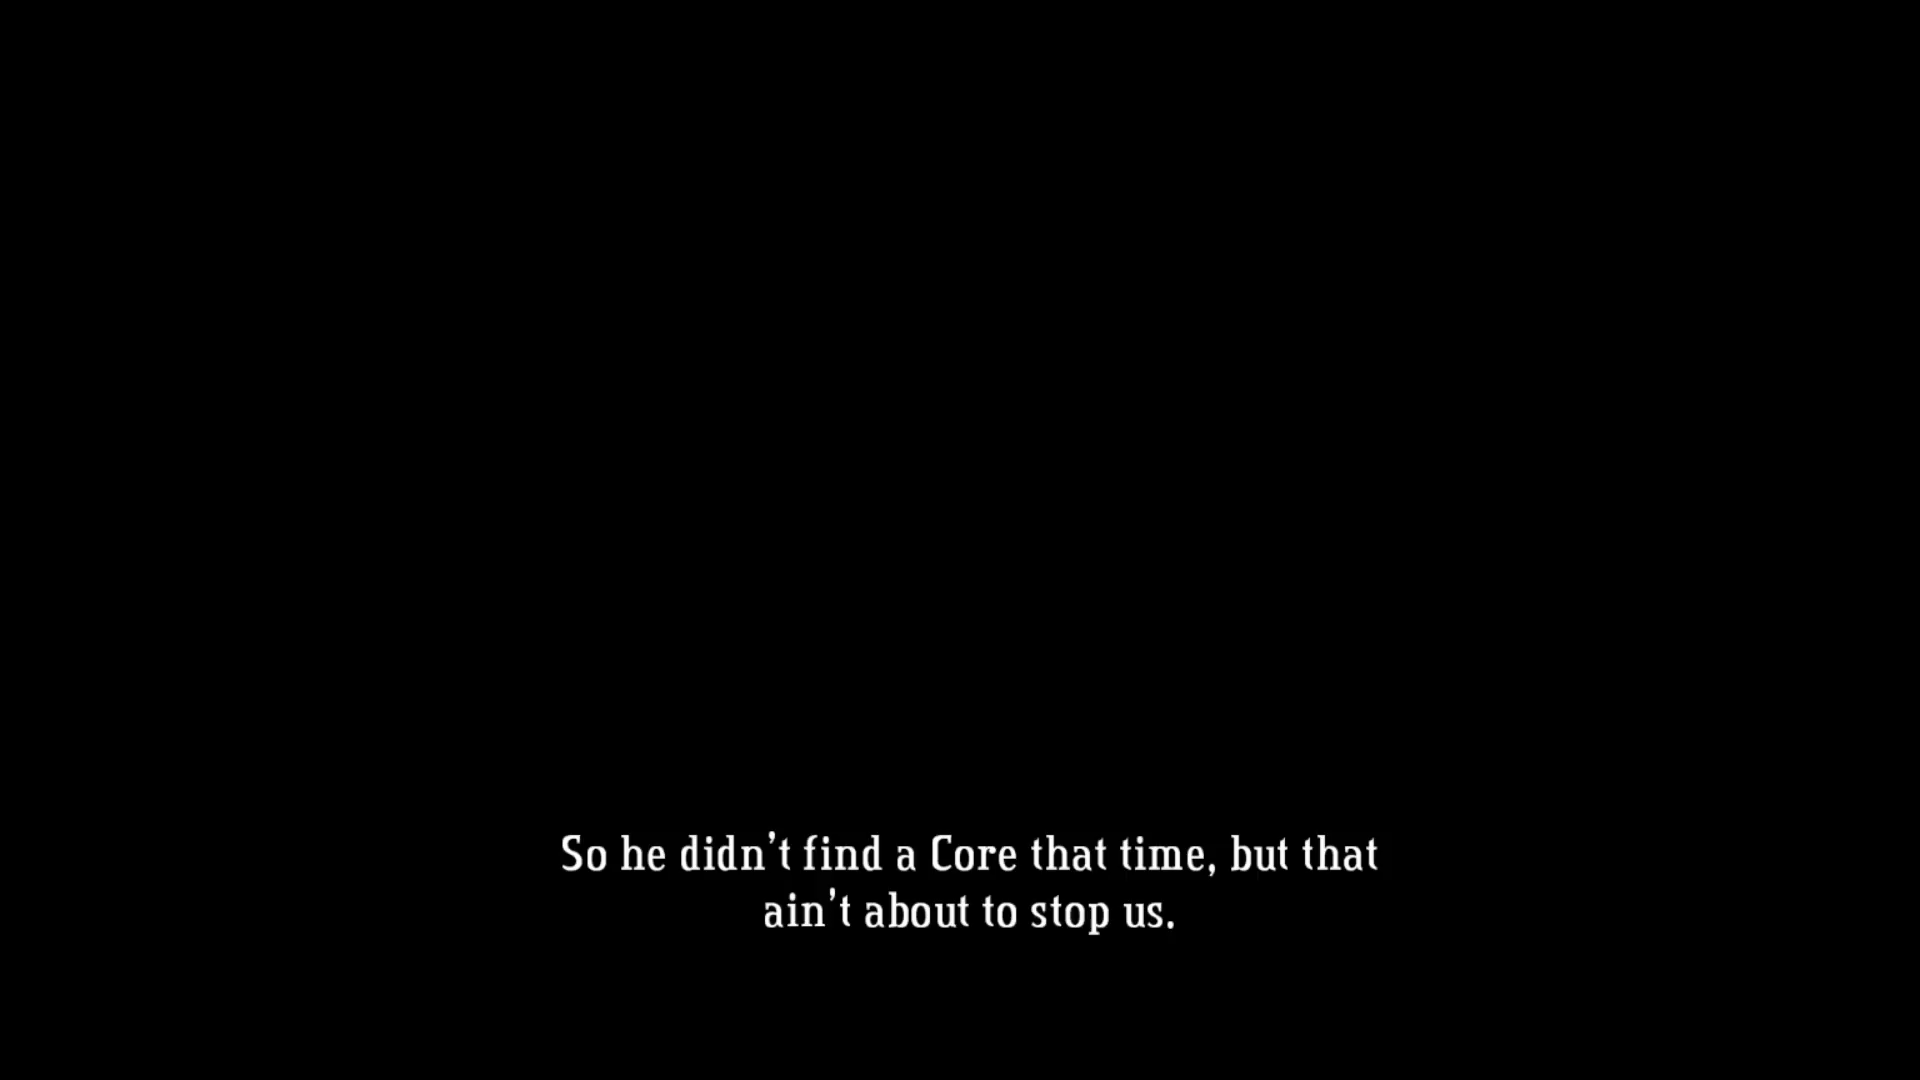 So he didn't find a Core that time, but that
ain't about to stop us.